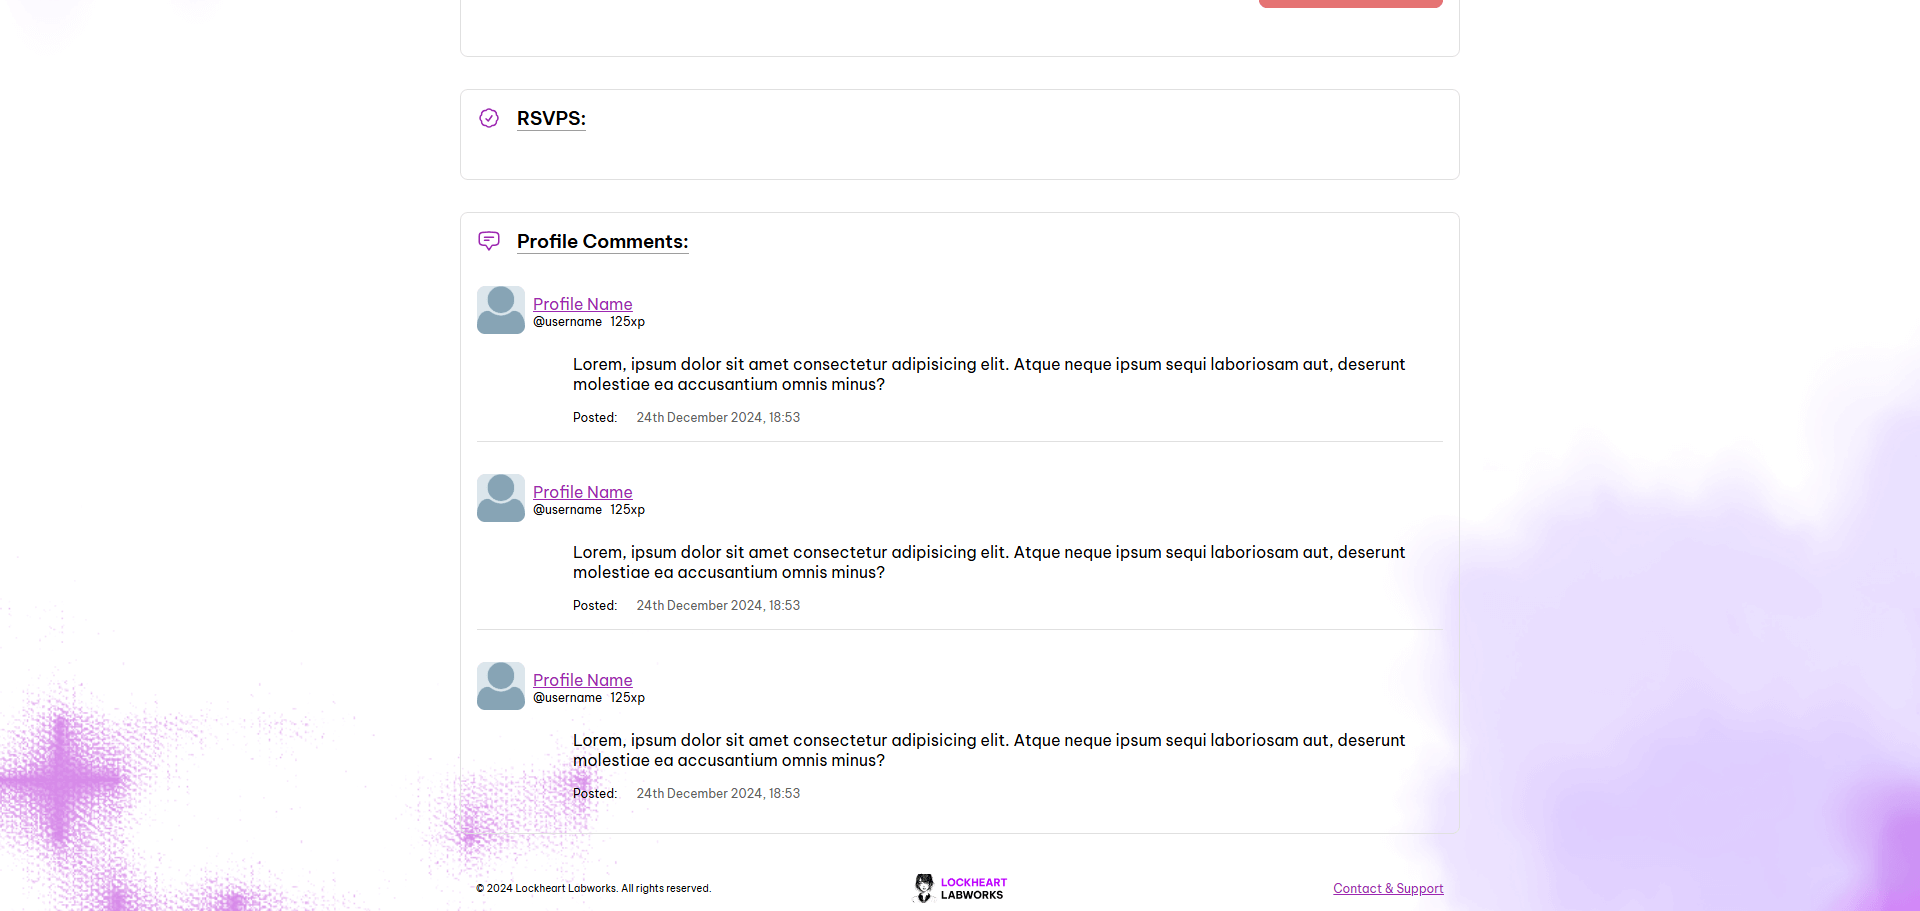 RSVPS:
Profile Comments:
Profile Name
@username 125xp
Lorem, ipsum dolor sit amet consectetur adipisicing elit. Atque neque ipsum sequi laboriosam aut, deserunt
molestiae ea accusantium omnis minus?
Posted: 24th December 2024, 18:53
Profile Name
@username 125xp
Lorem, ipsum dolor sit amet consectetur adipisicing elit. Atque neque ipsum sequi laboriosam aut, deserunt
molestiae ea accusantium omnis minus?
Posted: 24th December 2024, 18:53
Profile Name
@username 125xp
Lorem, ipsum dolor sit amet consectetur adipisicing elit. Atque neque ipsum sequi laboriosam aut, deserunt
molestiae ea accusantium omnis minus?
Posted: 24th December 2024, 18:53
© 2024 Lockheart Labworks. All rights reserved.
LOCKHEART
LABWORKS
Contact & Support